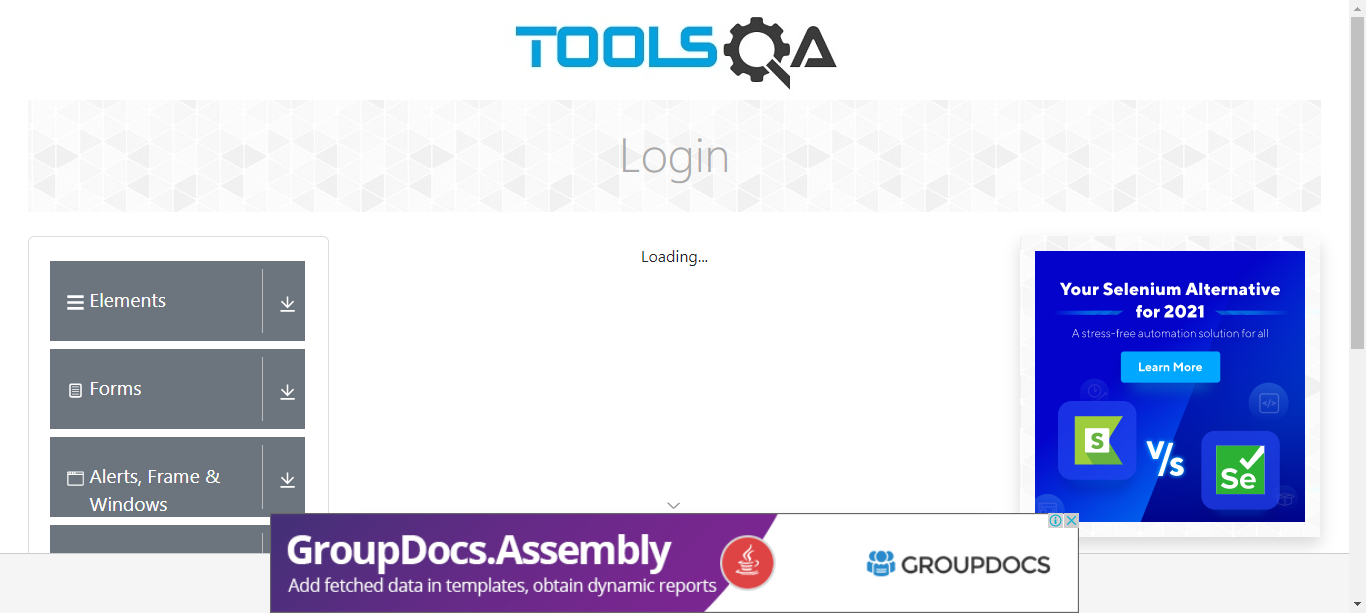 TOOLSQA
Login
Elements
Forms
Alerts, Frame &
Windows
Loading...
Your Selenium Alternative
for 2021
A stress-free automation solution for all
Learn More
S
V/s
Se
GroupDocs.Assembly
Add fetched data in templates, obtain dynamic reports
GROUPDOCS